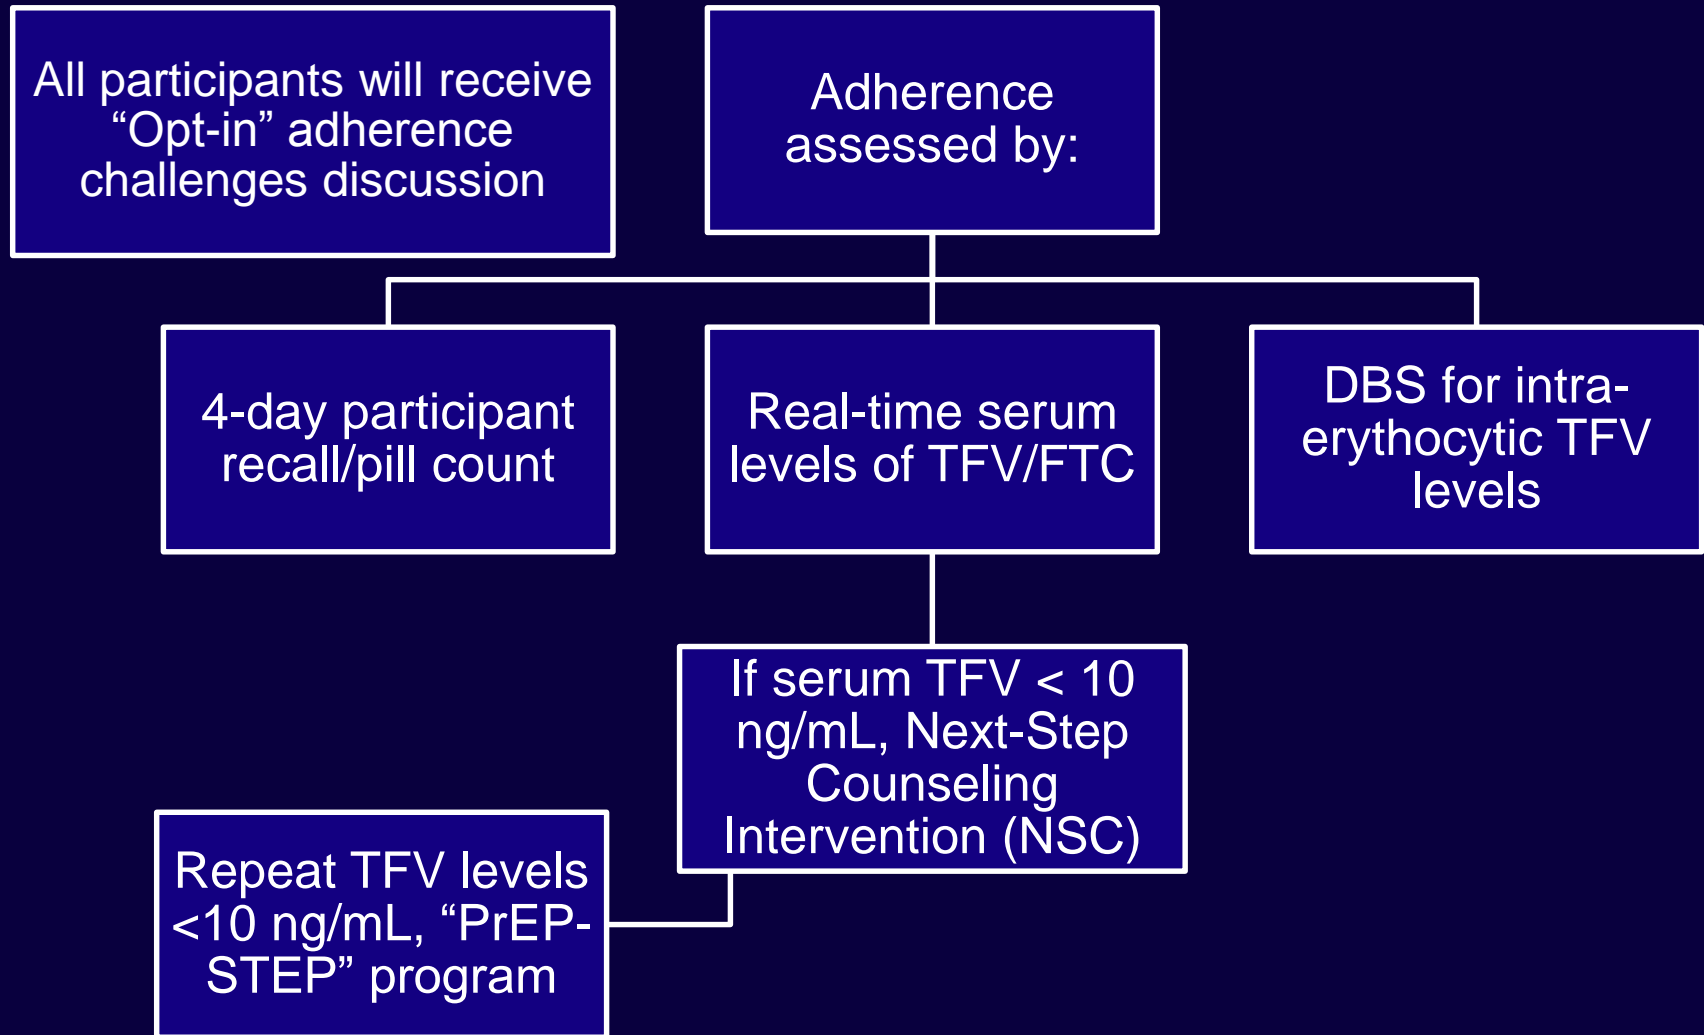 All participants will receive
“Opt-in” adherence
challenges discussion
Adherence
assessed by:
4-day participant
recall/pill count
Real-time serum
levels of TFV/FTC
DBS for intra-
erythocytic TFV
levels
If serum TFV < 10
ng/mL, Next-Step
Counseling
Intervention (NSC)
Repeat TFV levels
<10 ng/mL, “PrEP-
STEP” program